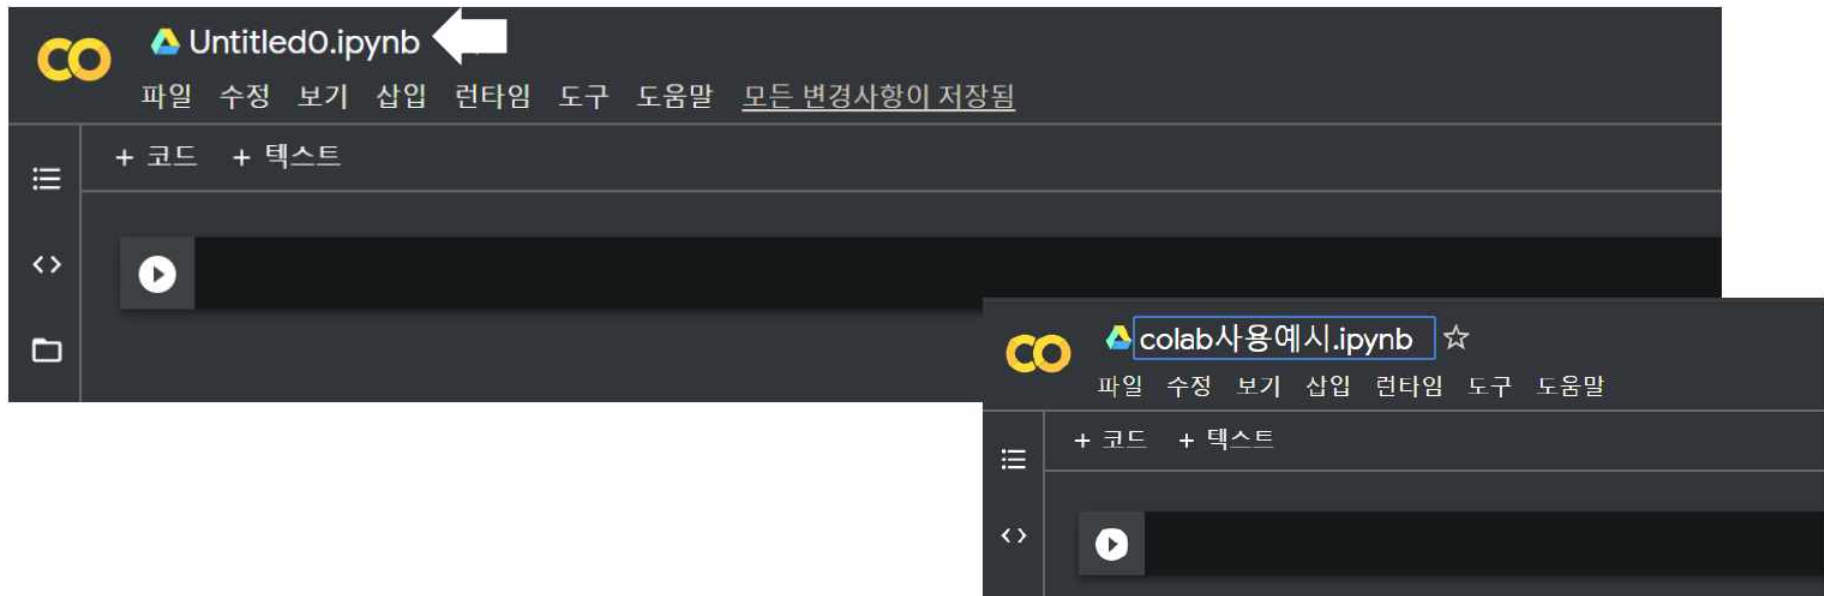 CO Untitled0.ipynb
파일 수정 보기 삽입 런타임 도구 도움말 모든 변경사항이 저장됨
+ 코드 + 텍스트
CO colab사용예시.ipynb
파일 수정 보기 삽입 런타임 도구 도움말
+ 코드 + 텍스트